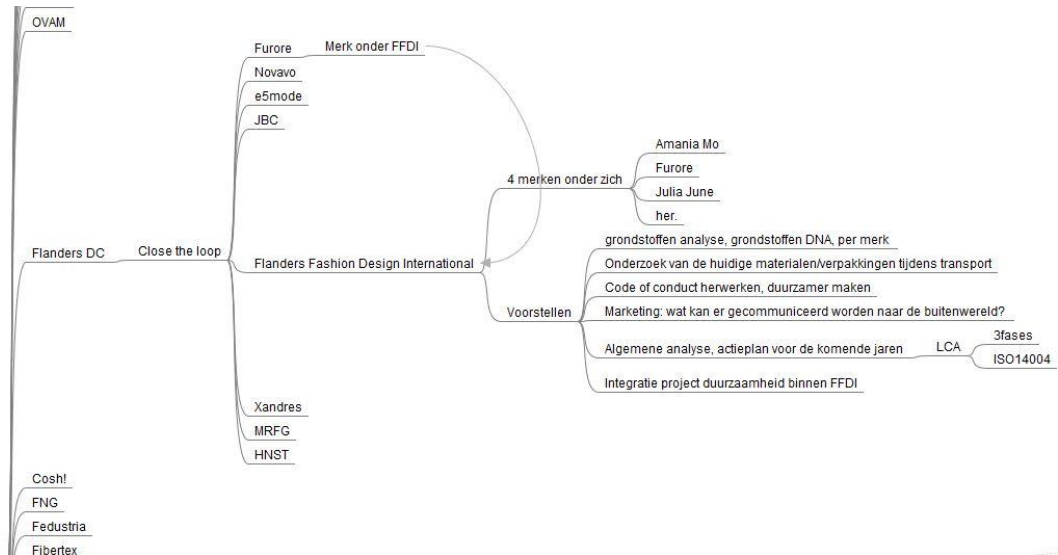 OVAM
Furore
Merk onder FFDI
Novavo
e5mode
JBC
Amania Mo
4 merken onder zich
Furore
Julia June
her.
Flanders DC
Close the loop
Flanders Fashion Design International
grondstoffen analyse, grondstoffen DNA, per merk
Onderzoek van de huidige materialen/verpakkingen tijdens transport
Code of conduct herwerken, duurzamer maken
Voorstellen
Marketing: wat kan er gecommuniceerd worden naar de buitenwereld?
Algemene analyse, actieplan voor de komende jaren
LCA
3fases
ISO14004
Integratie project duurzaamheid binnen FFDI
Xandres
MRFG
HNST
Cosh!
FNG
Fedustria
Fibertex